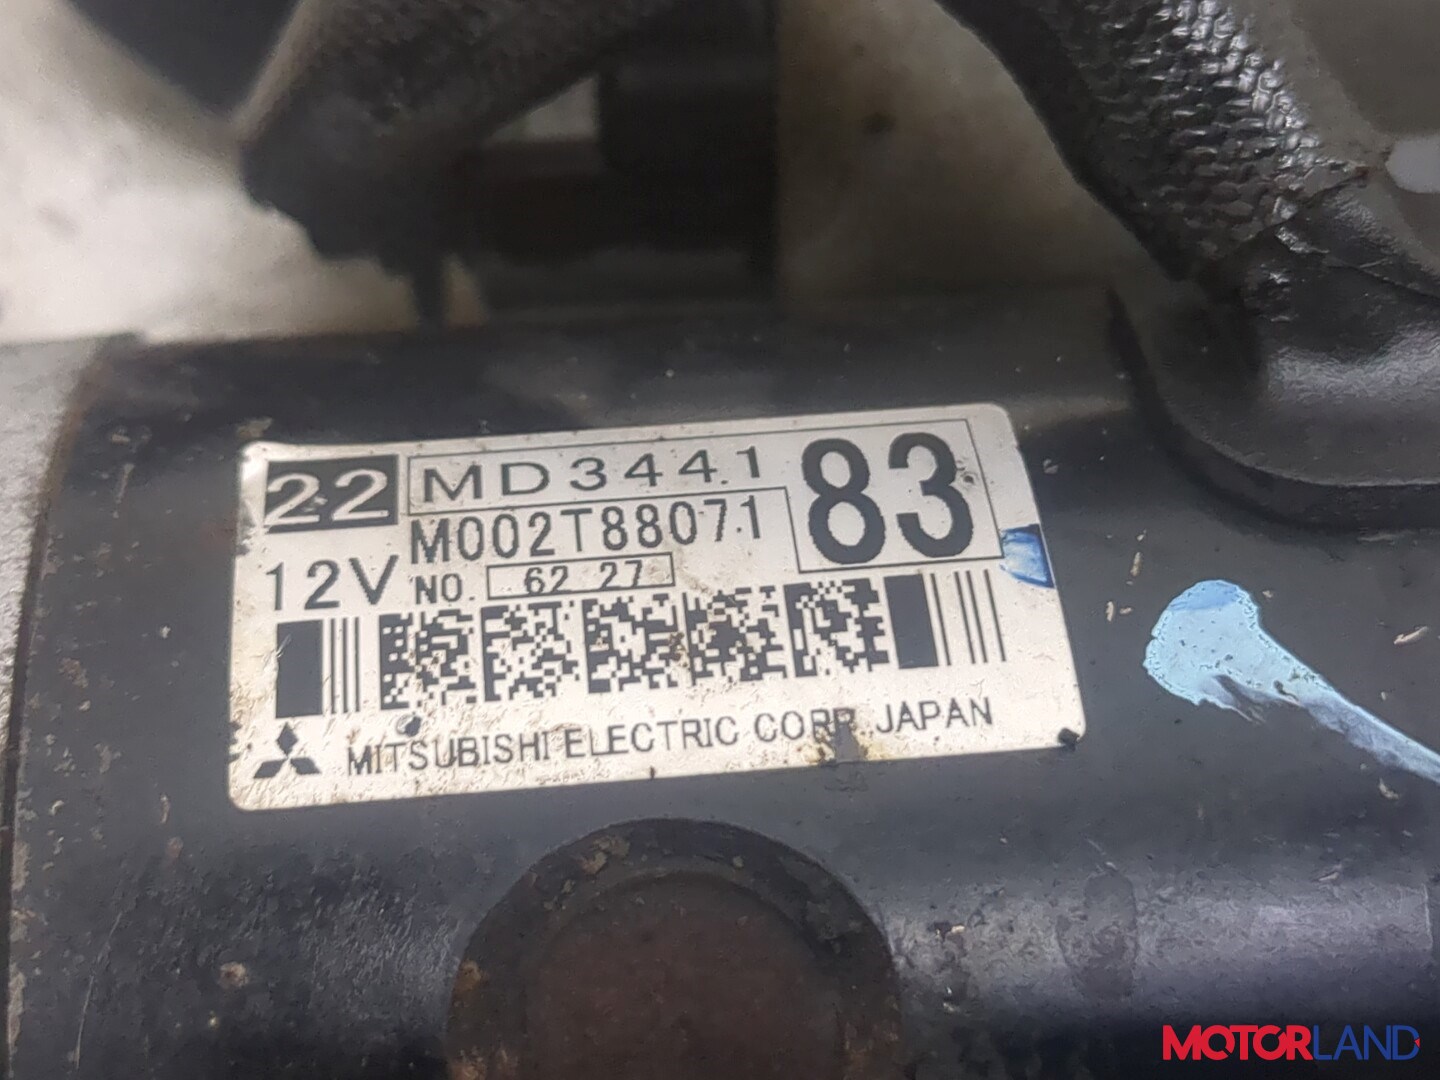 22 MD3441 83
M002T88071
12V NO. 62 27
MITSUBISHI ELECTRIC CORP. JAPAN
MOTORLAND